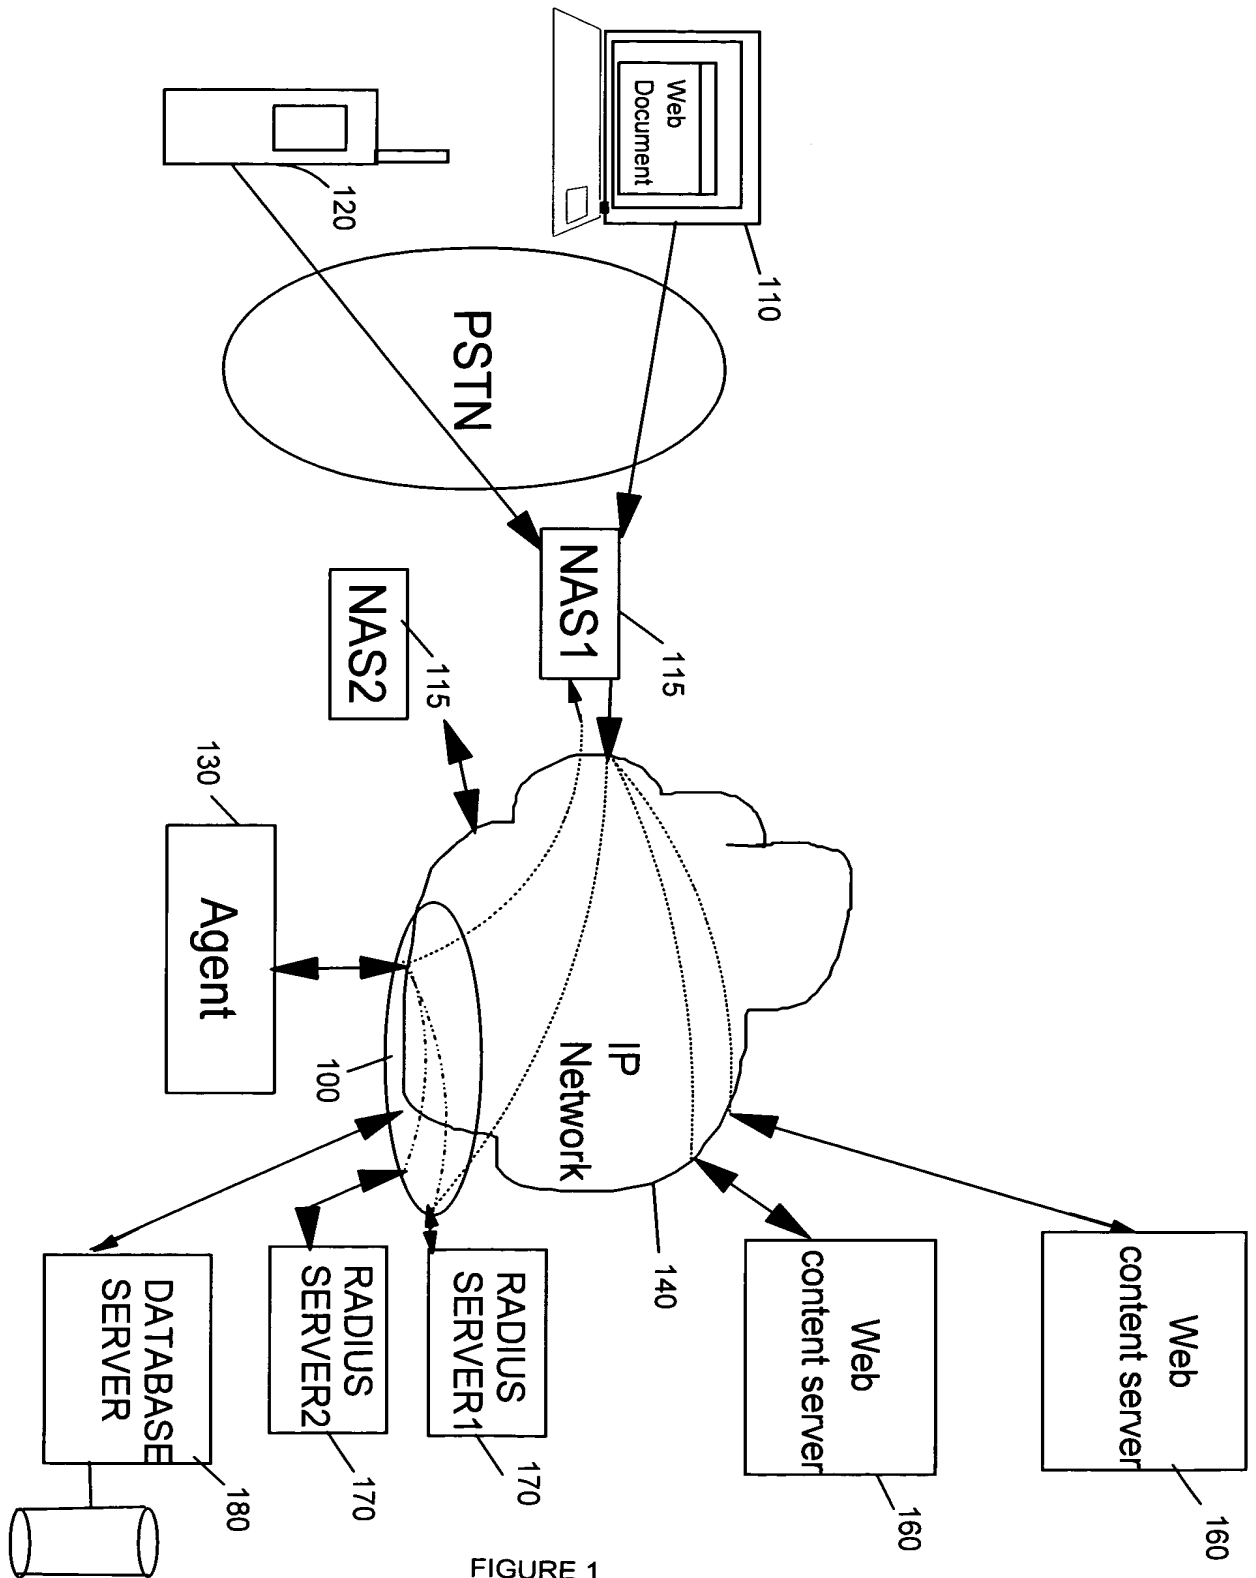 Web
Document
110
120
PSTN
NAS1
115
NAS2
115
130
Agent
100
IP
Network
140
Web
content server
160
Web
content server
160
RADIUS
SERVER1
170
RADIUS
SERVER2
170
DATABASE
SERVER
180
FIGURE 1